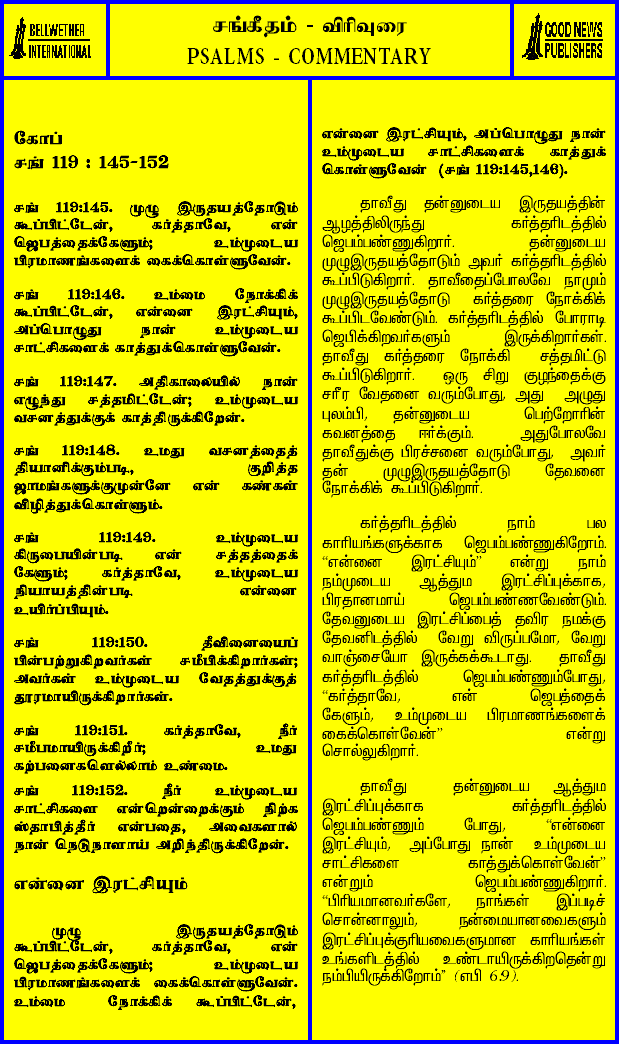 BELLWETHER
INTERNATIONAL
சங்கீதம் - விரிவுரை
PSALMS - COMMENTARY
GOOD NEWS
PUBLISHERS
கோப்
சங் 119 : 145-152
சங் 119:145. முழு இருதயத்தோடும்
கூப்பிட்டேன், கர்த்தாவே, என்
ஜெபத்தைக்கேளும்; உம்முடைய
பிரமாணங்களைக் கைக்கொள்ளுவேன்.
சங் 119:146. உம்மை நோக்கிக்
கூப்பிட்டேன், என்னை இரட்சியும்,
அப்பொழுது நான் உம்முடைய
சாட்சிகளைக் காத்துக்கொள்ளுவேன்.
சங் 119:147. அதிகாலையில் நான்
எழுந்து சத்தமிட்டேன்; உம்முடைய
வசனத்துக்குக் காத்திருக்கிறேன்.
சங் 119:148. உமது வசனத்தைத்
தியானிக்கும்படி, குறித்த
ஜாமங்களுக்குமுன்னே என் கண்கள்
விழித்துக்கொள்ளும்.
சங் 119:149. உம்முடைய
கிருபையின்படி என் சத்தத்தைக்
கேளும்; கர்த்தாவே, உம்முடைய
நியாயத்தின்படி என்னை
உயிர்ப்பியும்.
சங் 119:150. தீவினையைப்
பின்பற்றுகிறவர்கள் சமீபிக்கிறார்கள்;
அவர்கள் உம்முடைய வேதத்துக்குத்
தூரமாயிருக்கிறார்கள்.
சங் 119:151. கர்த்தாவே, நீர்
சமீபமாயிருக்கிறீர்; உமது
கற்பனைகளெல்லாம் உண்மை.
சங் 119:152. நீர் உம்முடைய
சாட்சிகளை என்றென்றைக்கும் நிற்க
ஸ்தாபித்தீர் என்பதை, அவைகளால்
நான் நெடுநாளாய் அறிந்திருக்கிறேன்.
என்னை இரட்சியும்
முழு இருதயத்தோடும்
கூப்பிட்டேன், கர்த்தாவே, என்
ஜெபத்தைக்கேளும்; உம்முடைய
பிரமாணங்களைக் கைக்கொள்ளுவேன்.
உம்மை நோக்கிக் கூப்பிட்டேன்,
என்னை இரட்சியும், அப்பொழுது நான்
உம்முடைய சாட்சிகளைக் காத்துக்
கொள்ளுவேன் (சங் 119:145,146).
தாவீது தன்னுடைய இருதயத்தின்
ஆழத்திலிருந்து கர்த்தரிடத்தில்
ஜெபம்பண்ணுகிறார். தன்னுடைய
முழுஇருதயத்தோடும் அவர் கர்த்தரிடத்தில்
கூப்பிடுகிறார். தாவீதைப்போலவே நாமும்
முழுஇருதயத்தோடு கர்த்தரை நோக்கிக்
கூப்பிடவேண்டும். கர்த்தரிடத்தில் போராடி
ஜெபிக்கிறவர்களும் இருக்கிறார்கள்.
தாவீது கர்த்தரை நோக்கி சத்தமிட்டு
கூப்பிடுகிறார். ஒரு சிறு குழந்தைக்கு
சரீர வேதனை வரும்போது, அது அழுது
புலம்பி, தன்னுடைய பெற்றோரின்
கவனத்தை ஈர்க்கும். அதுபோலவே
தாவீதுக்கு பிரச்சனை வரும்போது, அவர்
தன் முழுஇருதயத்தோடு தேவனை
நோக்கிக் கூப்பிடுகிறார்.
கர்த்தரிடத்தில் நாம் பல
காரியங்களுக்காக ஜெபம்பண்ணுகிறோம்.
“என்னை இரட்சியும்” என்று நாம்
நம்முடைய ஆத்தும இரட்சிப்புக்காக,
பிரதானமாய் ஜெபம்பண்ணவேண்டும்.
தேவனுடைய இரட்சிப்பைத் தவிர நமக்கு
தேவனிடத்தில் வேறு விருப்பமோ, வேறு
வாஞ்சையோ இருக்கக்கூடாது. தாவீது
கர்த்தரிடத்தில் ஜெபம்பண்ணும்போது,
“கர்த்தாவே, என் ஜெபத்தைக்
கேளும், உம்முடைய பிரமாணங்களைக்
கைக்கொள்வேன்” என்று
சொல்லுகிறார்.
தாவீது தன்னுடைய ஆத்தும
இரட்சிப்புக்காக கர்த்தரிடத்தில்
ஜெபம்பண்ணும் போது, “என்னை
இரட்சியும், அப்போது நான் உம்முடைய
சாட்சிகளை காத்துக்கொள்வேன்”
என்றும் ஜெபம்பண்ணுகிறார்.
“பிரியமானவர்களே, நாங்கள் இப்படிச்
சொன்னாலும், நன்மையானவைகளும்
இரட்சிப்புக்குரியவைகளுமான காரியங்கள்
உங்களிடத்தில் உண்டாயிருக்கிறதென்று
நம்பியிருக்கிறோம்” (எபி 6:9).